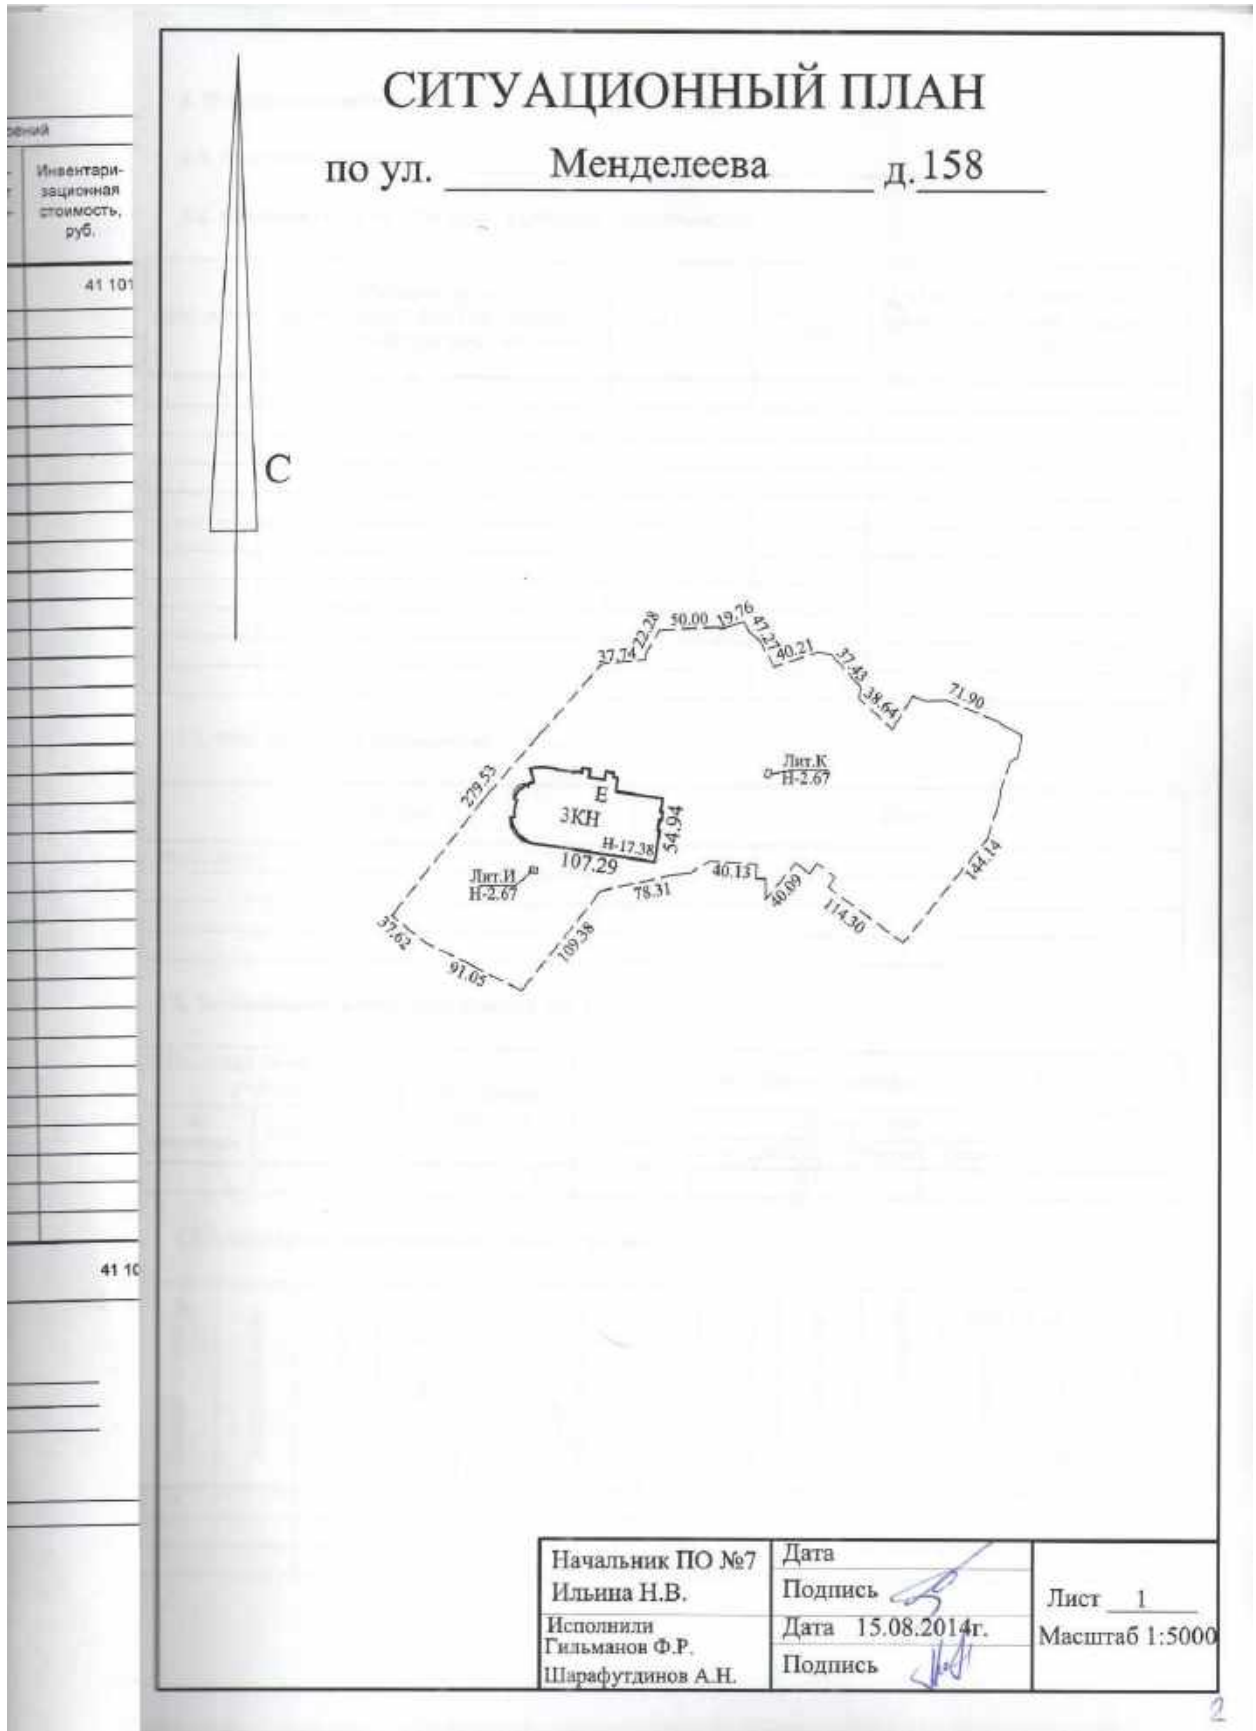 Инвентари-
зационная
стоимость,
руб.
41 101
41 10
СИТУАЦИОННЫЙ ПЛАН
по ул. Менделеева д. 158
С
50.00
19.76
22.28
47.27
37.74
40.21
37.43
38.64
71.90
279.53
Лит.К
Н-2.67
Е
3КН
Н-17.38
54.94
107.29
144.14
Лит.И
Н-2.67
40.13
78.31
40.09
114.30
37.62
109.38
91.05
Начальник ПО №7
Ильина Н.В.
Дата
Подпись
Исполнили
Гильманов Ф.Р.
Шарафутдинов А.Н.
Дата 15.08.2014г.
Подпись
Лист 1
Масштаб 1:5000
2